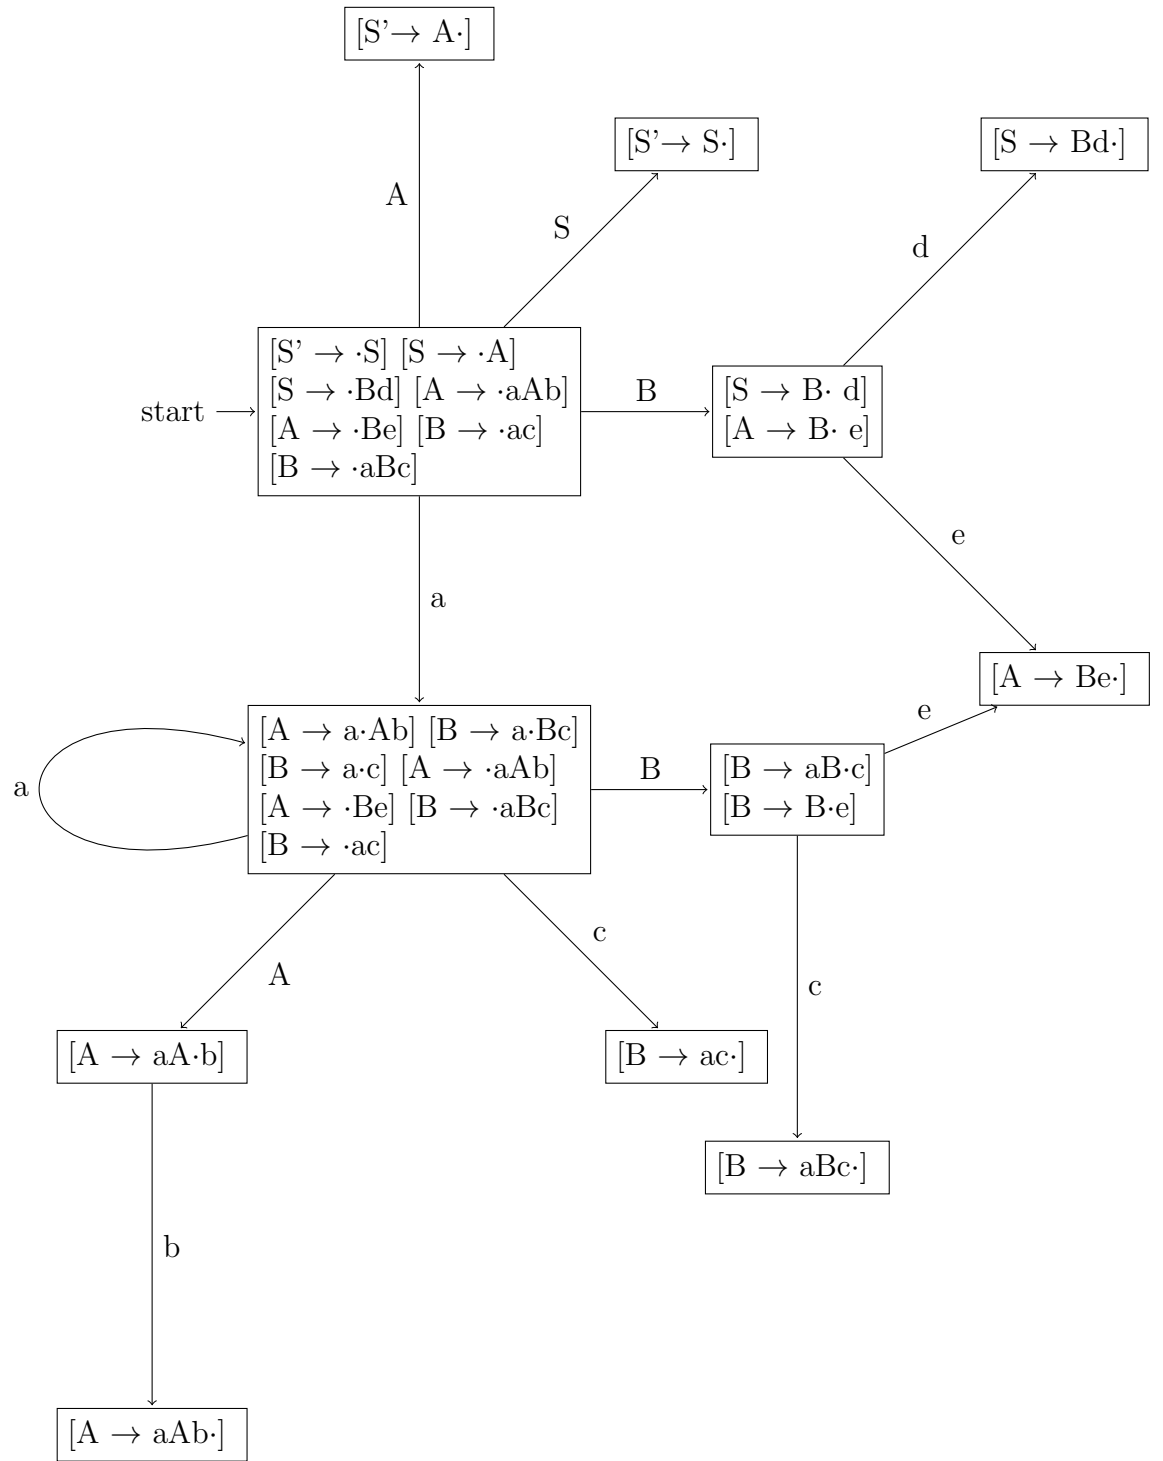 [S'→ A·]
[S'→ S·]
[S → Bd·]
A
S
d
start
[S' → ·S] [S → ·A]
[S → ·Bd] [A → ·aAb]
[A → ·Be] [B → ·ac]
[B → ·aBc]
B
[S → B· d]
[A → B· e]
e
a
[A → Be·]
e
a
[A → a·Ab] [B → a·Bc]
[B → a·c] [A → ·aAb]
[A → ·Be] [B → ·aBc]
[B → ·ac]
B
[B → aB·c]
[B → B·e]
c
A
c
[A → aA·b]
[B → ac·]
[B → aBc·]
b
[A → aAb·]